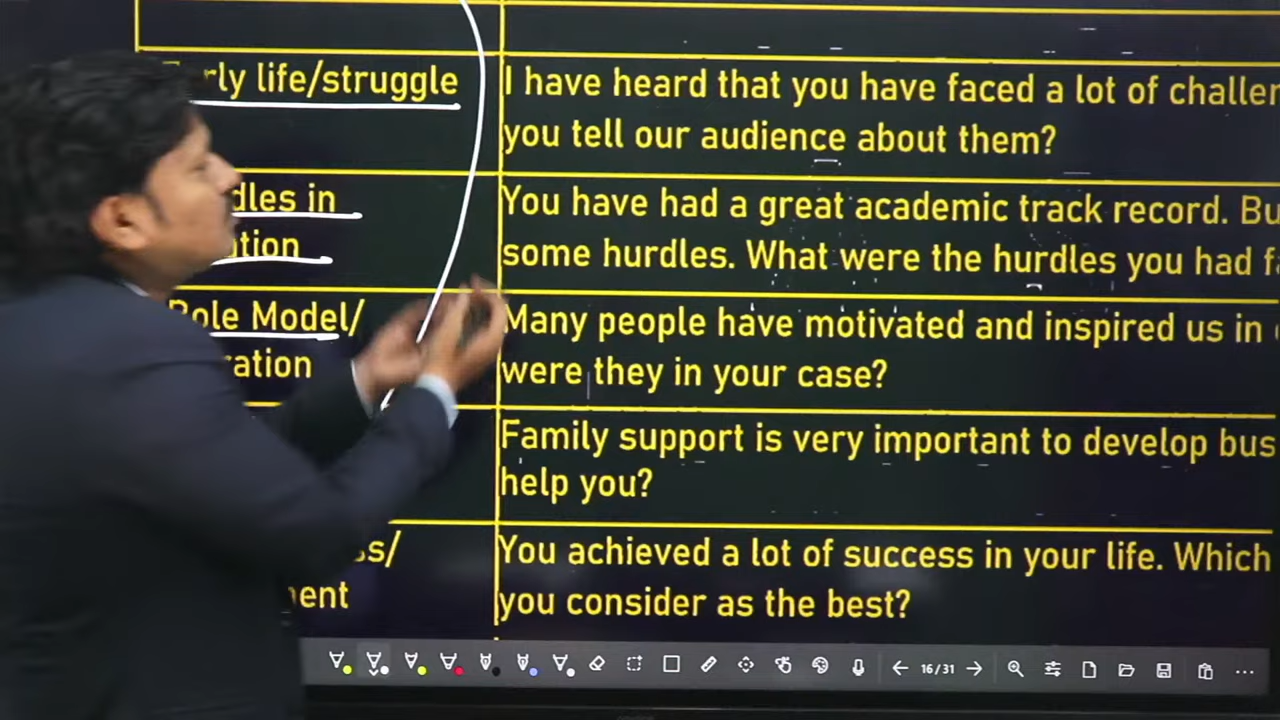 rly life/struggle
I have heard that you have faced a lot of challen
you tell our audience about them?
dles in
ation
You have had a great academic track record. Bu
some hurdles. What were the hurdles you had fa
Role Model/
ration
Many people have motivated and inspired us in
were they in your case?
Family support is very important to develop bus
help you?
ss/
ent
You achieved a lot of success in your life. Which
you consider as the best?
16/31